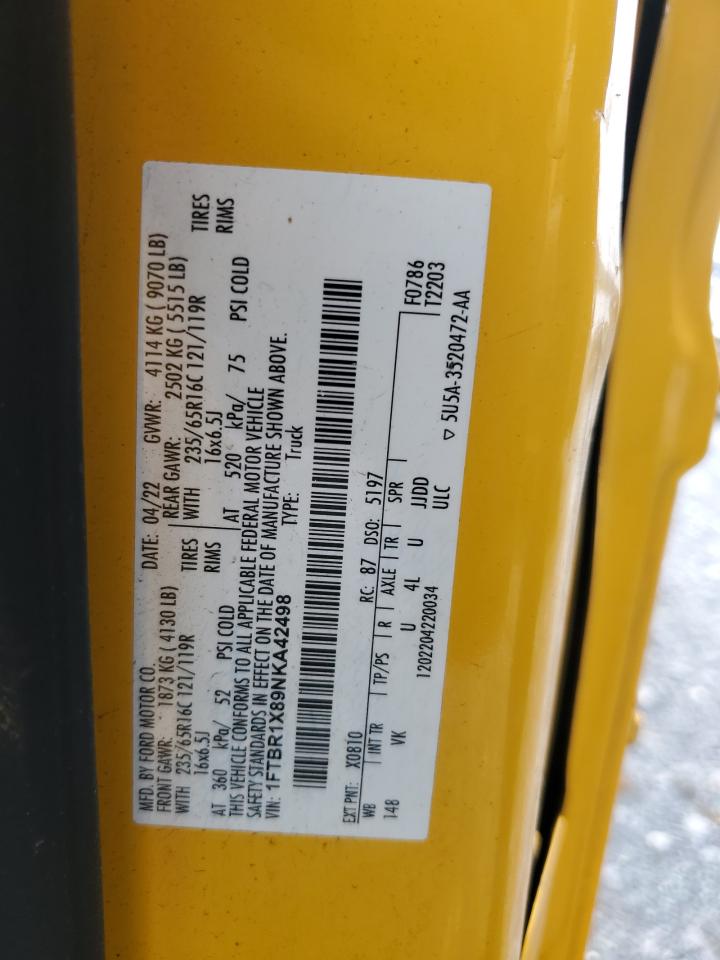 MFD. BY FORD MOTOR CO. DATE: 04/22 GVWR: 4114 KG ( 9070 LB)
FRONT GAWR: 1873 KG ( 4130 LB) REAR GAWR: 2502 KG ( 5515 LB)
WITH 235/65R16C 121/119R TIRES WITH 235/65R16C 121/119R TIRES
16x6.5J RIMS 16x6.5J RIMS
AT 360 kPa/ 52 PSI COLD AT 520 kPa/ 75 PSI COLD
THIS VEHICLE CONFORMS TO ALL APPLICABLE FEDERAL MOTOR VEHICLE
SAFETY STANDARDS IN EFFECT ON THE DATE OF MANUFACTURE SHOWN ABOVE.
VIN: 1FTBR1X89NKA42498 TYPE: Truck
EXT PNT: X0810 RC: 87 DSO: 5197 F0786
WB INT TR TP/PS R AXLE TR SPR T2203
148 VK U 4L U JJDD ▽ 5U5A-3520472-AA
1202204220034 ULC